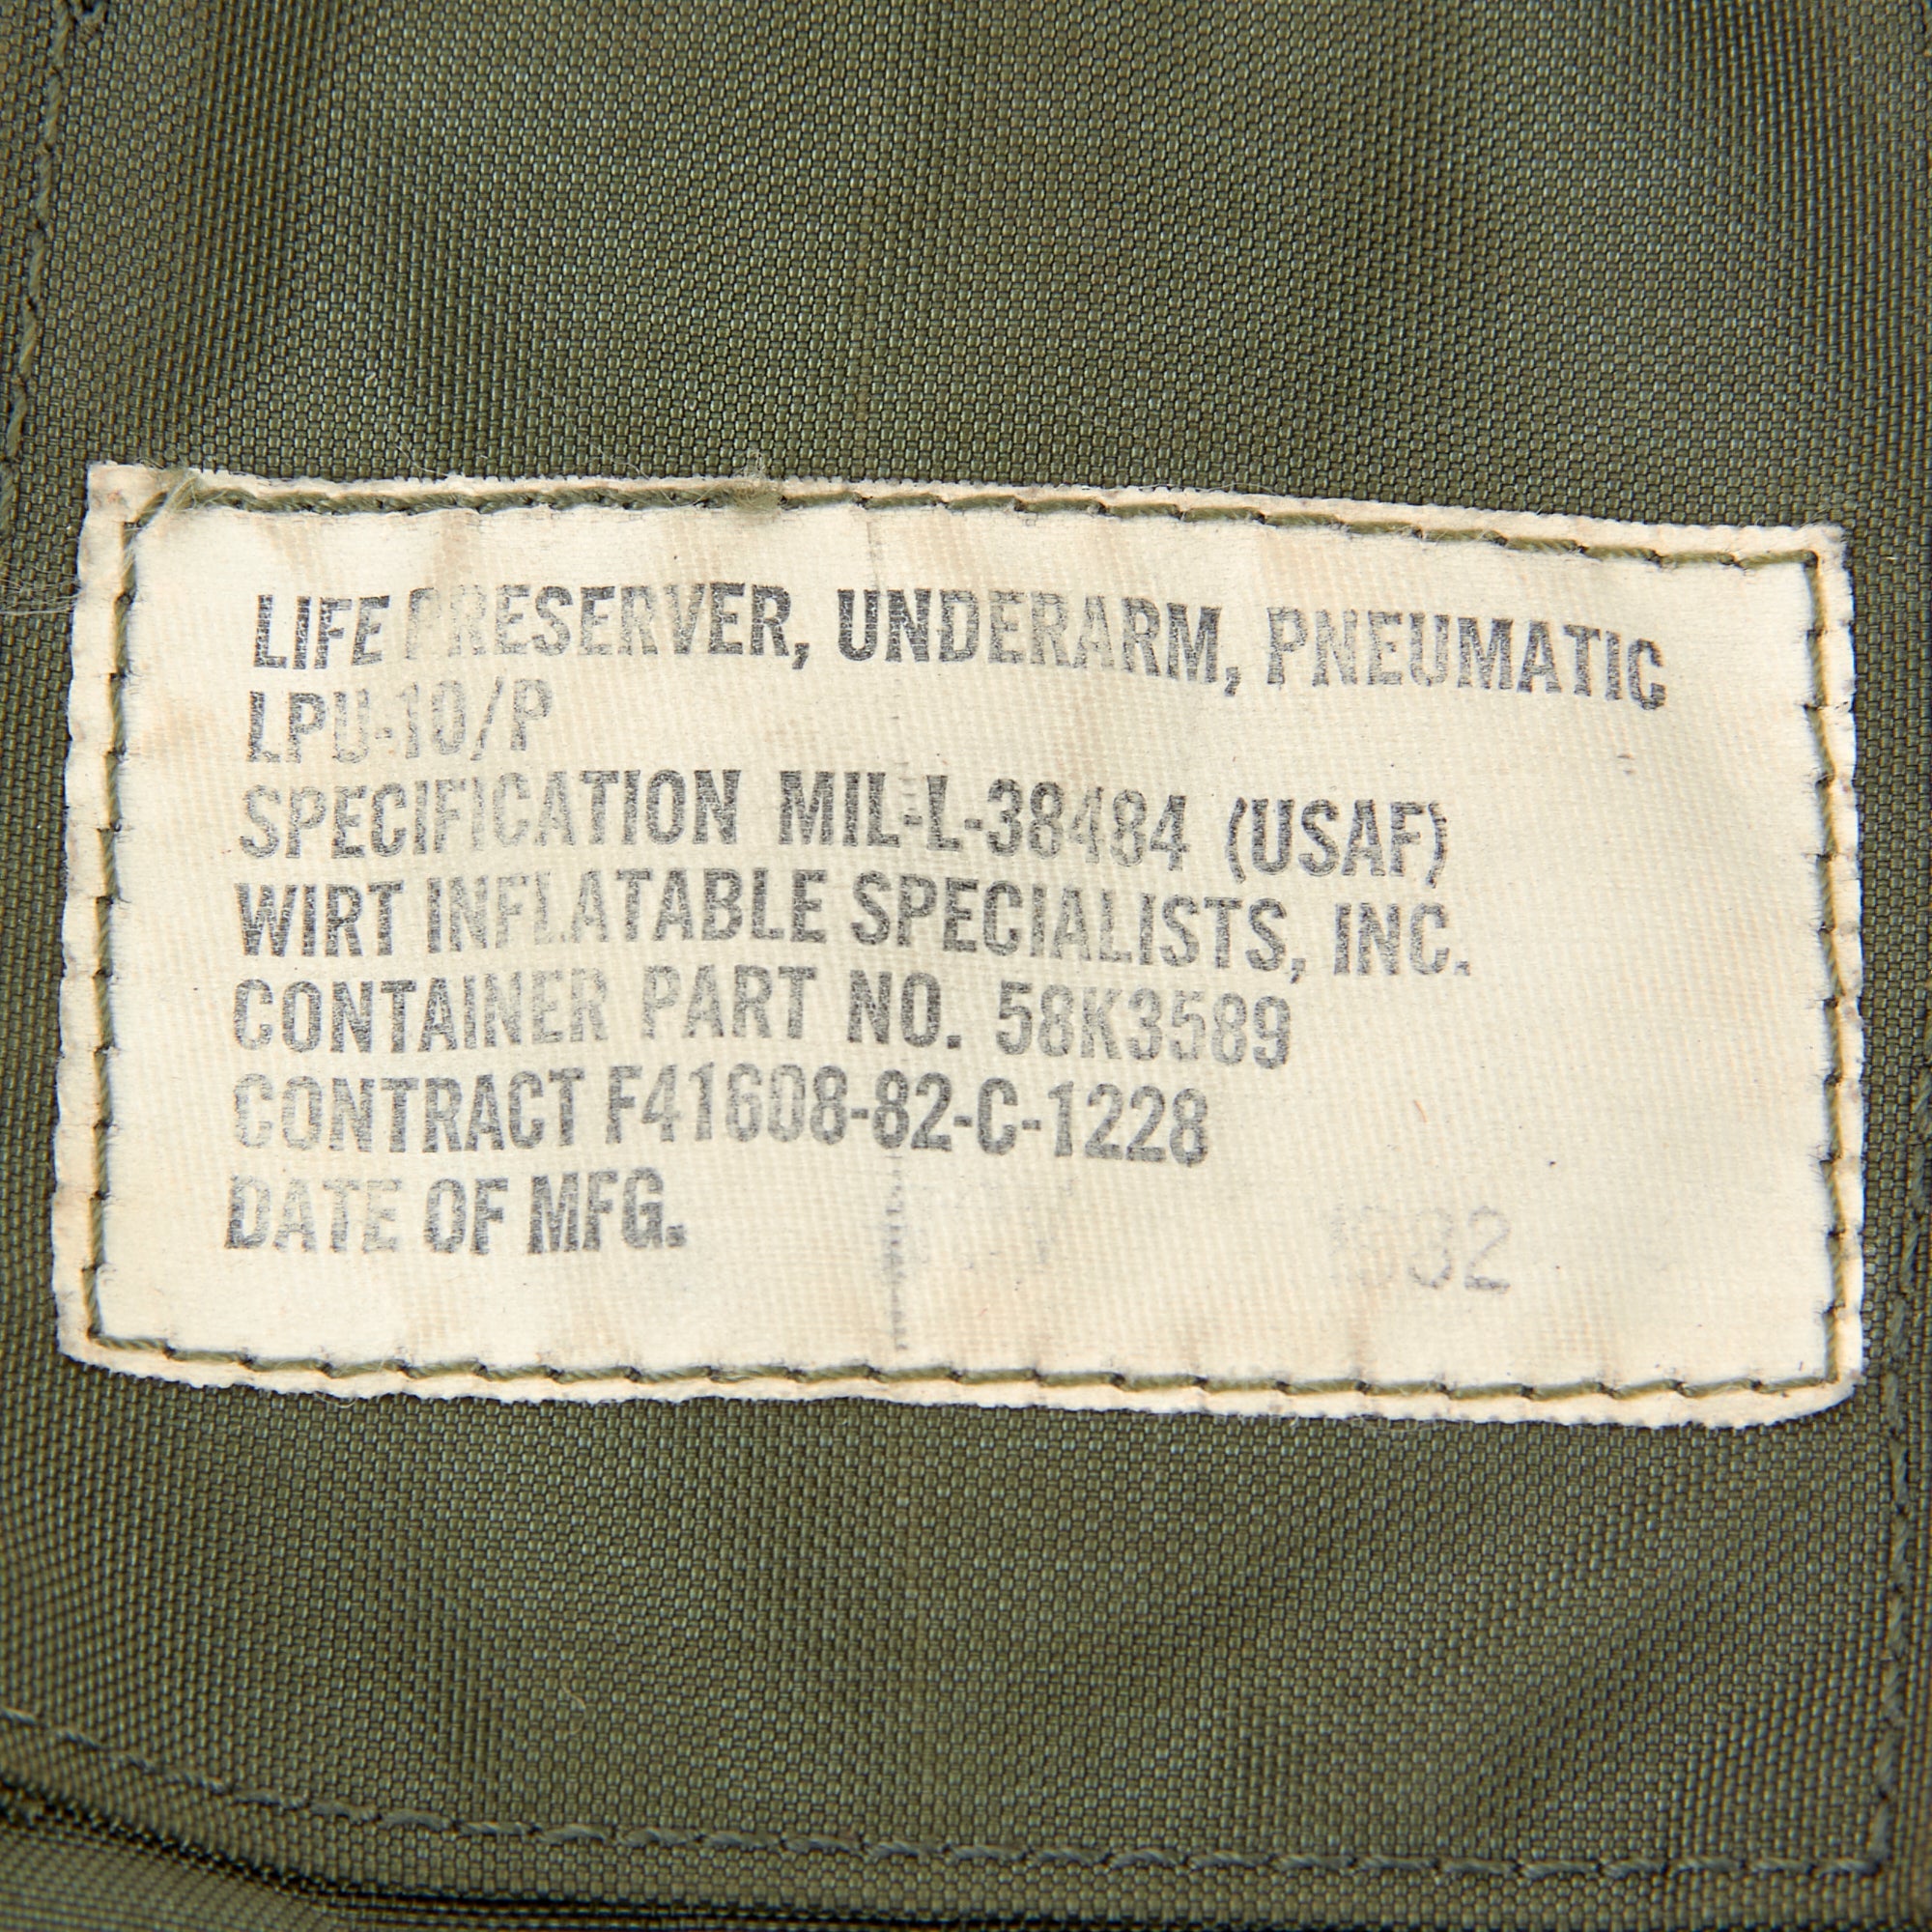 LIFE PRESERVER, UNDERARM, PNEUMATIC
LPU-10/P
SPECIFICATION MIL-L-38484 (USAF)
WIRT INFLATABLE SPECIALISTS, INC.
CONTAINER PART NO. 58K3589
CONTRACT F41608-82-C-1228
DATE OF MFG.